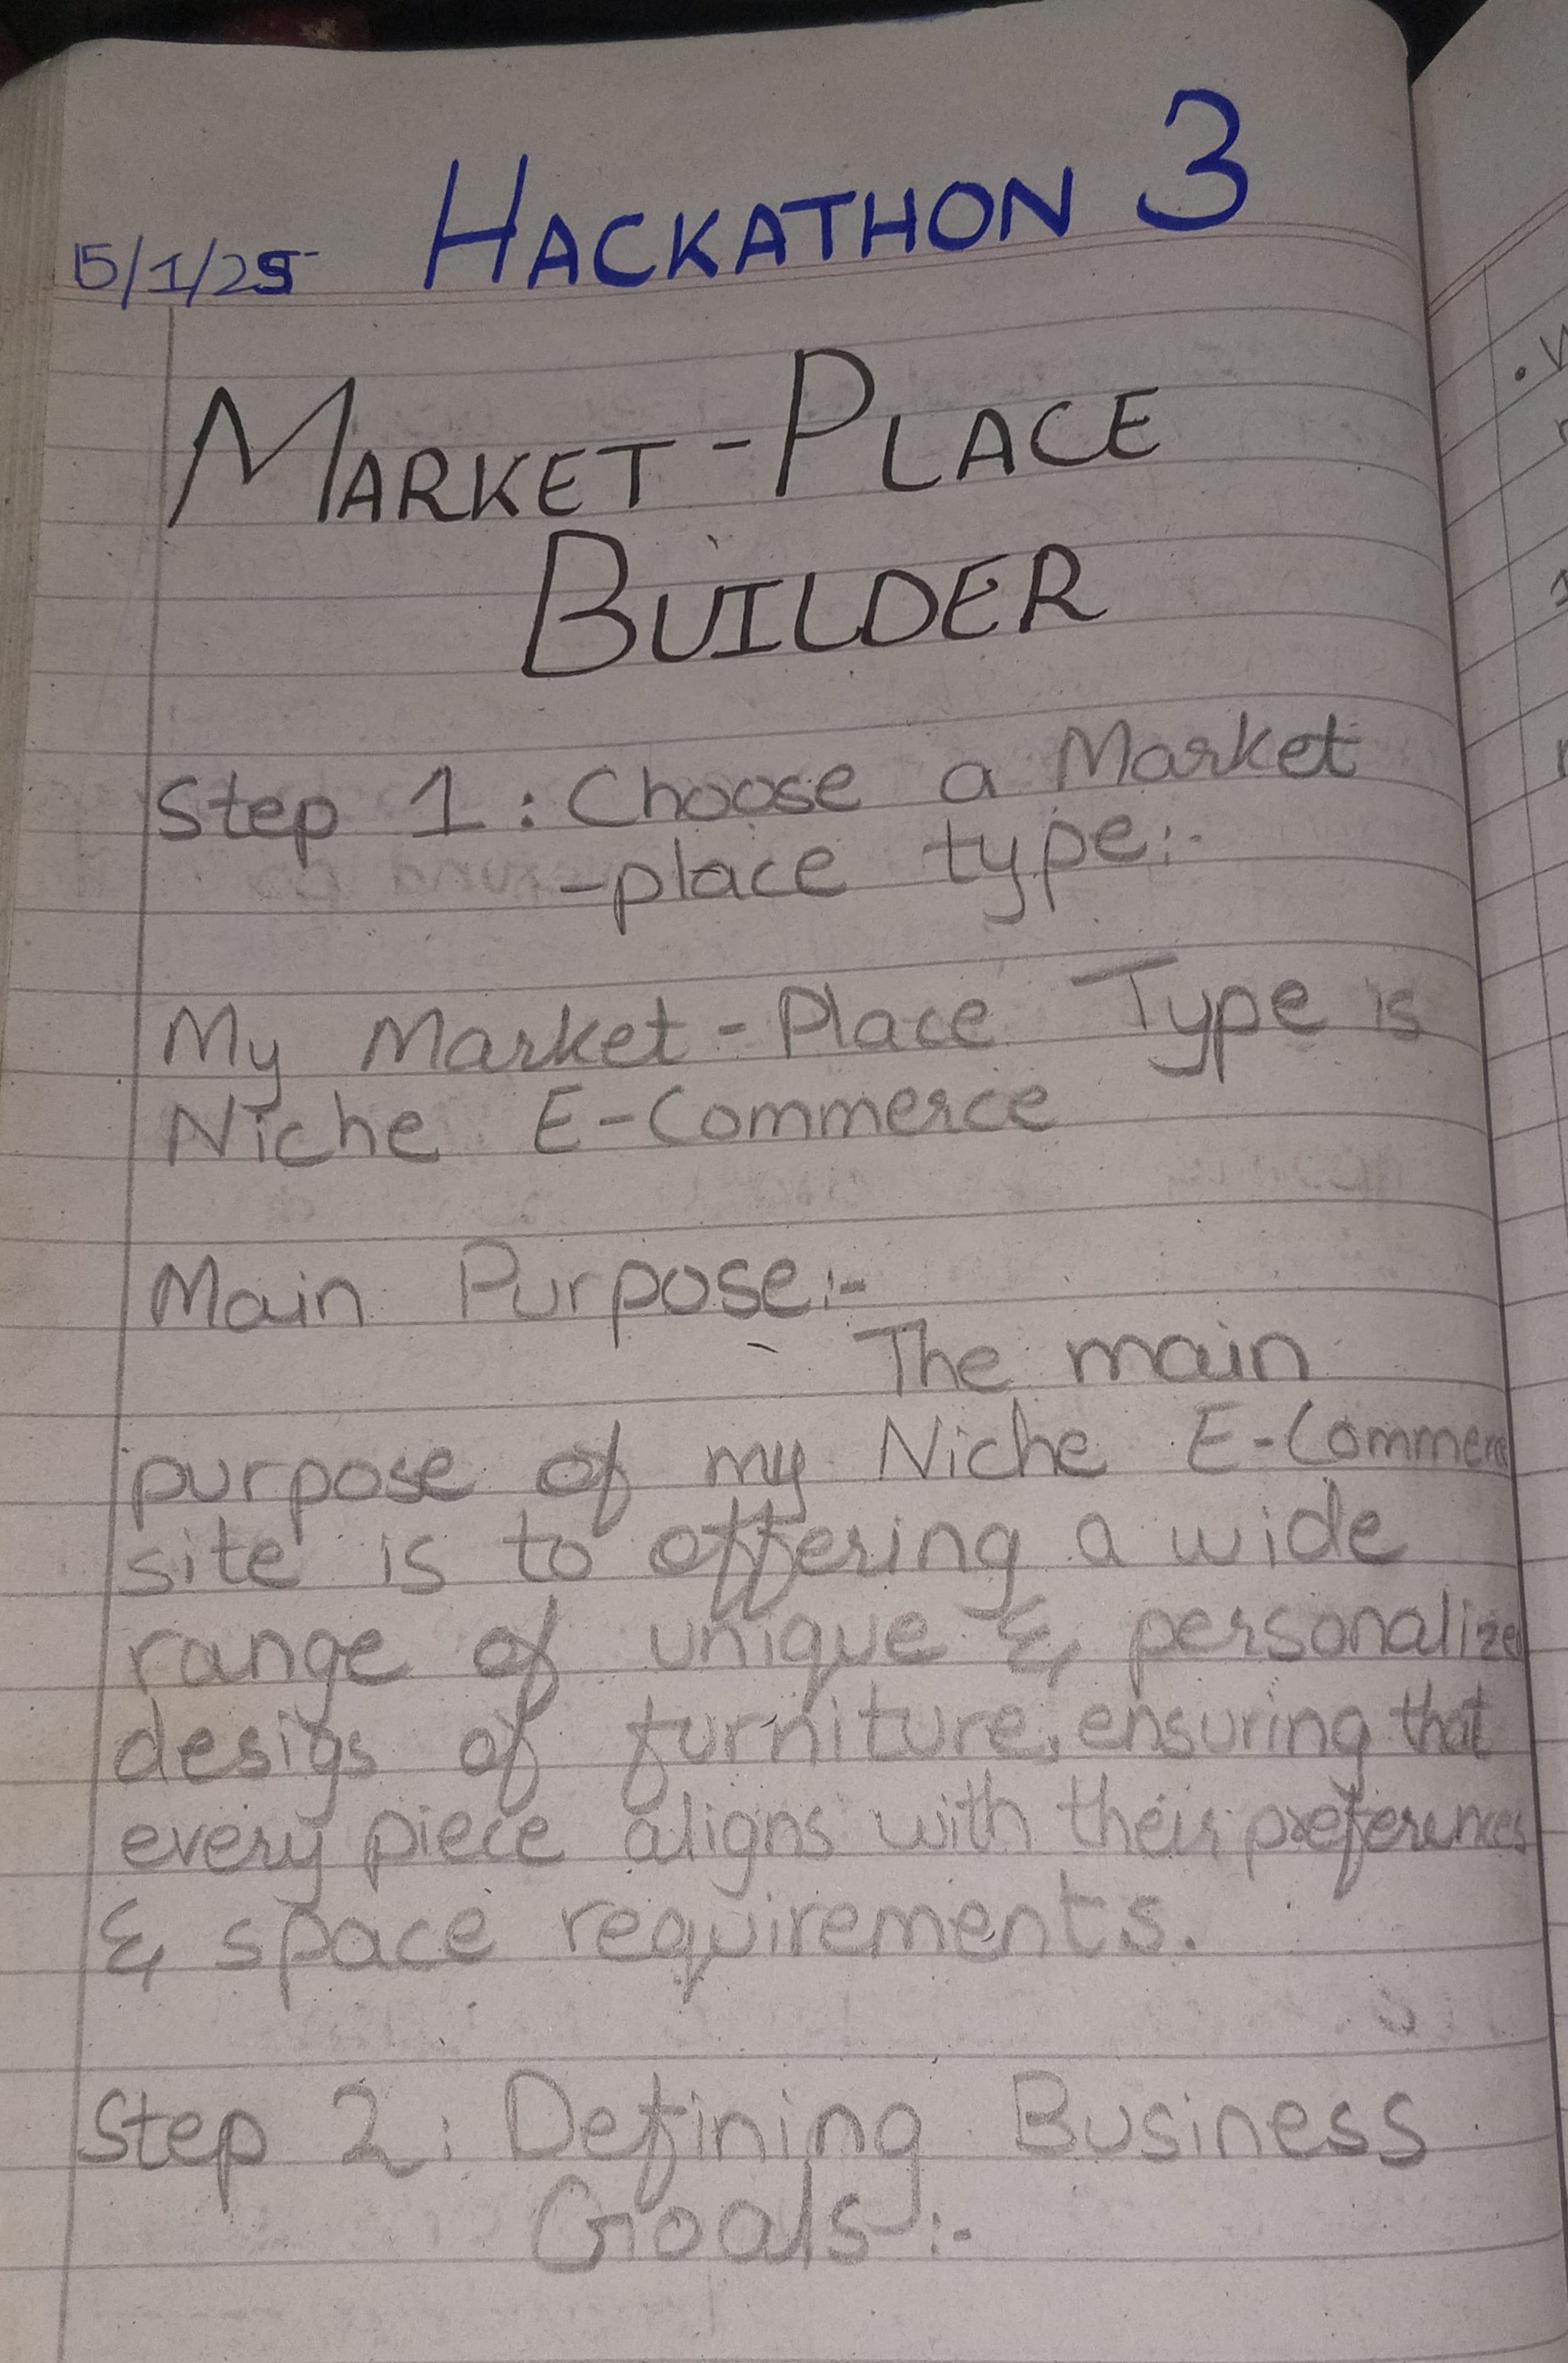 HACKATHON 3
15/1/25
MARKET-PLACE
BUILDER
Step 1: Choose a Market
-place type:-
My Market-Place Type is
Niche E-Commerce
Main Purpose:-
The main
purpose of my Niche E-Commerce
site is to offering a wide
range of unique & personalized
desigs of furniture, ensuring that
every piece aligns with their preferences
& space requirements.
Step 2: Defining Business
Goals:-